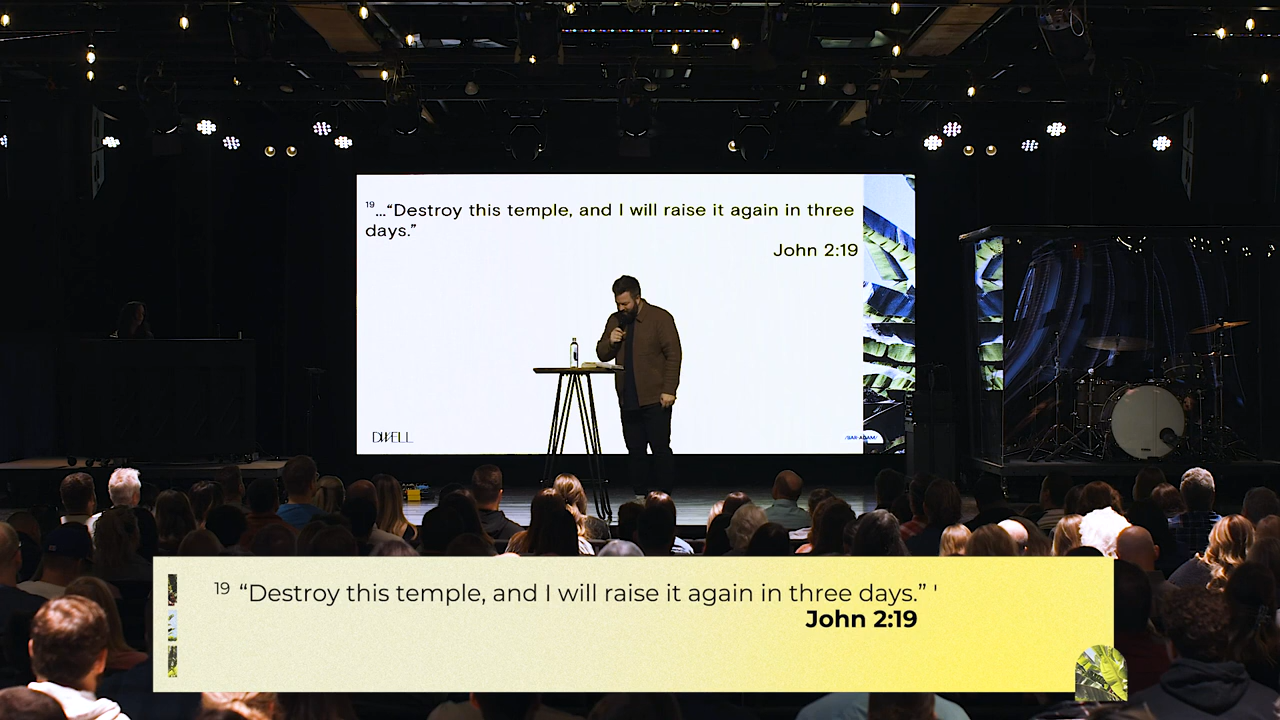 19...“Destroy this temple, and I will raise it again in three
days.”
John 2:19
DWELL
19 “Destroy this temple, and I will raise it again in three days.” '
John 2:19